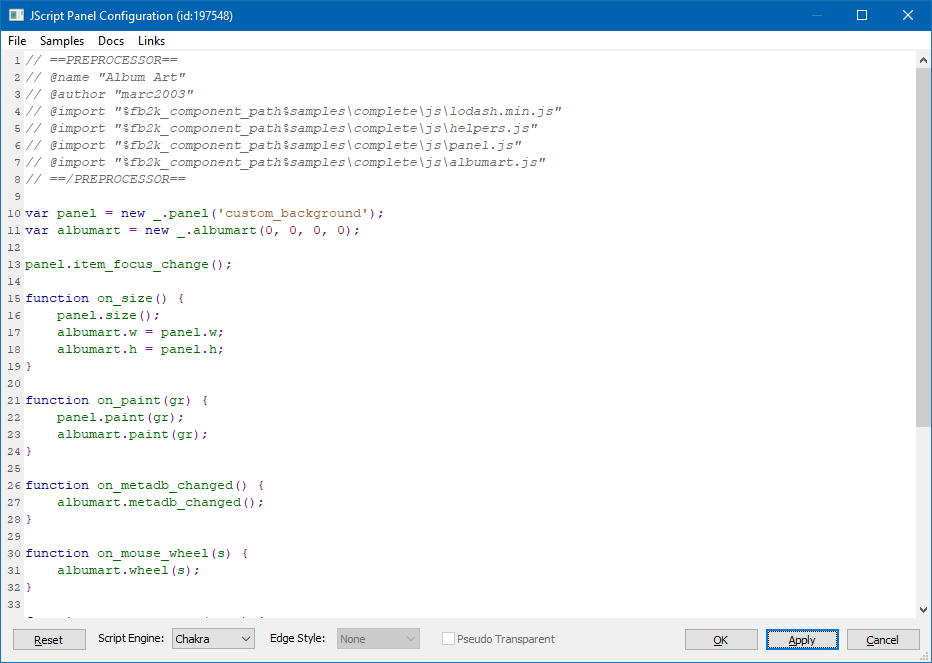 JScript Panel Configuration (id:197548)
File Samples Docs Links
1 // ==PREPROCESSOR==
2 // @name "Album Art"
3 // @author "marc2003"
4 // @import "%fb2k_component_path%samples\complete\js\lodash.min.js"
5 // @import "%fb2k_component_path%samples\complete\js\helpers.js"
6 // @import "%fb2k_component_path%samples\complete\js\panel.js"
7 // @import "%fb2k_component_path%samples\complete\js\albumart.js"
8 // ==/PREPROCESSOR==
9
10 var panel = new _.panel('custom_background');
11 var albumart = new _.albumart(0, 0, 0, 0);
12
13 panel.item_focus_change();
14
15 function on_size() {
16     panel.size();
17     albumart.w = panel.w;
18     albumart.h = panel.h;
19 }
20
21 function on_paint(gr) {
22     panel.paint(gr);
23     albumart.paint(gr);
24 }
25
26 function on_metadb_changed() {
27     albumart.metadb_changed();
28 }
29
30 function on_mouse_wheel(s) {
31     albumart.wheel(s);
32 }
33
Reset Script Engine: Chakra Edge Style: None Pseudo Transparent OK Apply Cancel